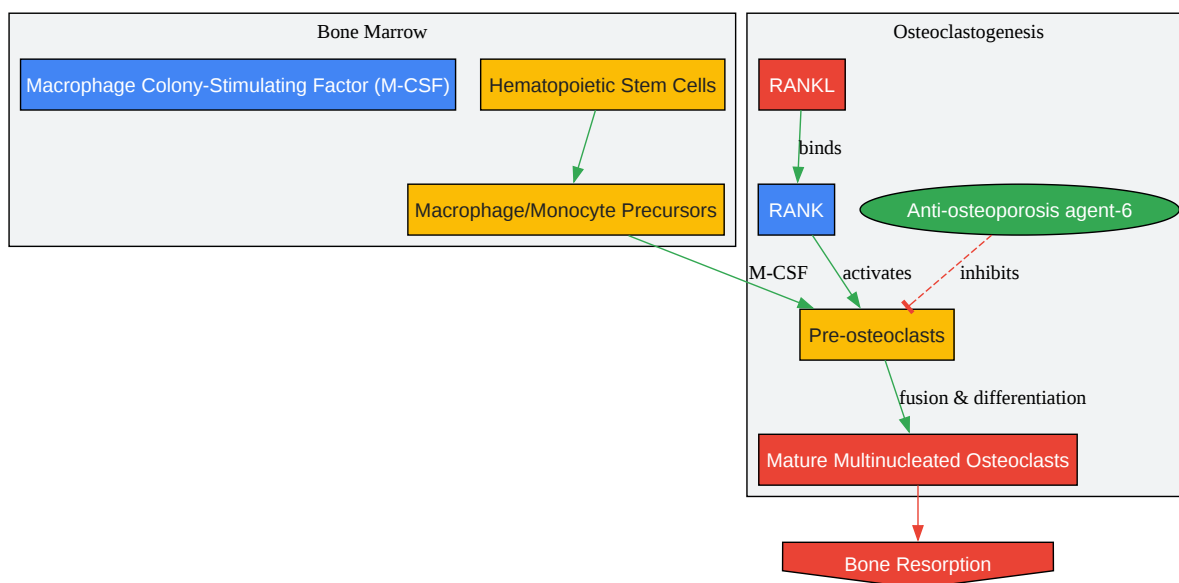 Bone Marrow
Macrophage Colony-Stimulating Factor (M-CSF)
Hematopoietic Stem Cells
Macrophage/Monocyte Precursors
Osteoclastogenesis
RANKL
binds
RANK
Anti-osteoporosis agent-6
M-CSF
activates
inhibits
Pre-osteoclasts
fusion & differentiation
Mature Multinucleated Osteoclasts
Bone Resorption